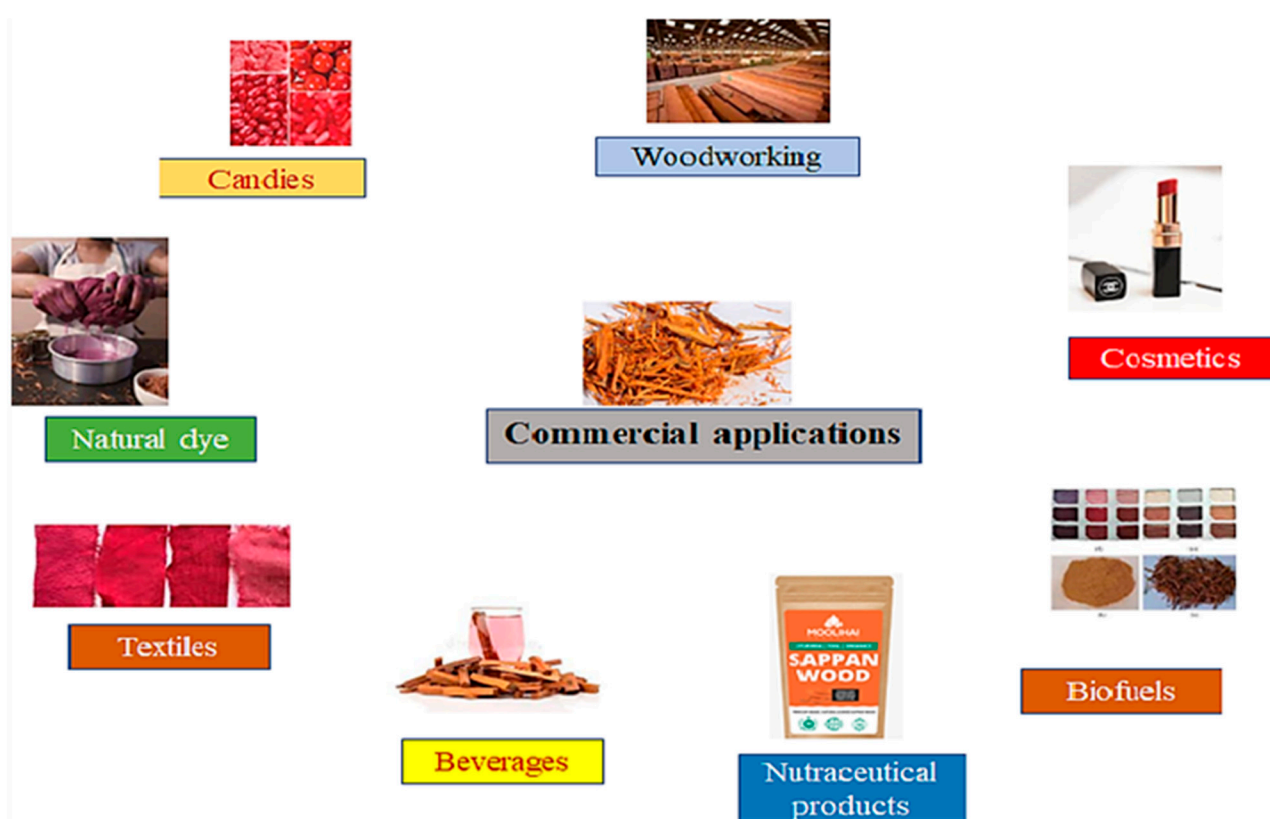 Woodworking
Candies
Cosmetics
Natural dye
Commercial applications
Textiles
MOOLIHAI
SAPPAN
WOOD
Biofuels
Beverages
Nutraceutical
products